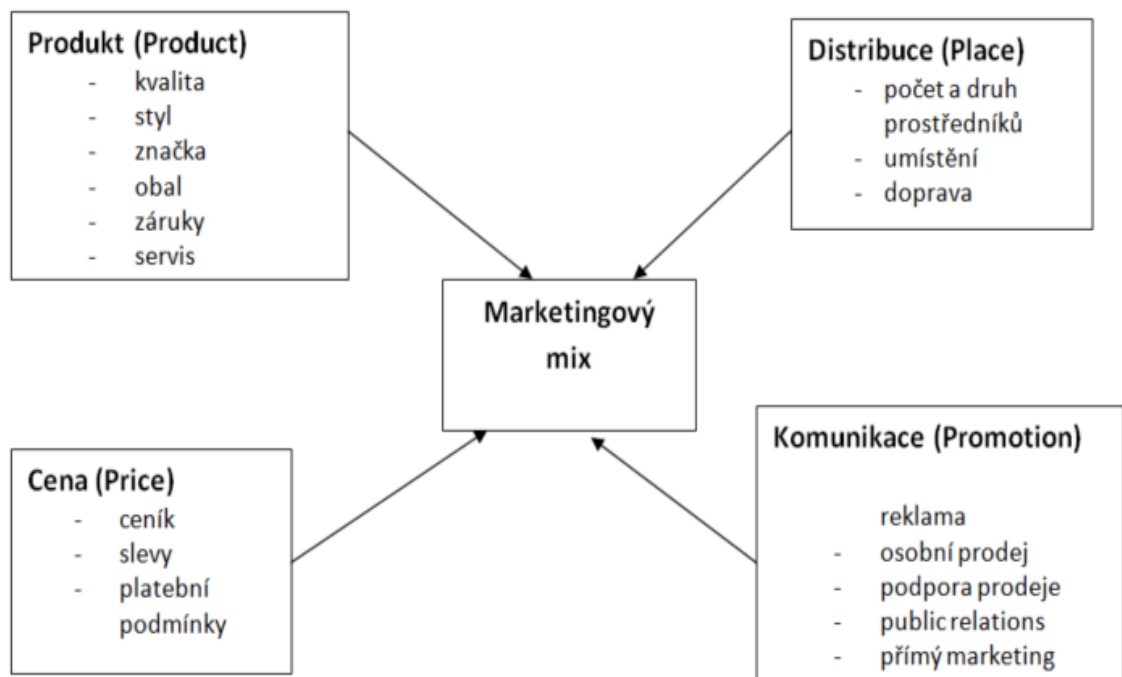 Produkt (Product)
- kvalita
- styl
- značka
- obal
- záruky
- servis
Distribuce (Place)
- počet a druh
prostředníků
- umístění
- doprava
Marketingový
mix
Cena (Price)
- ceník
- slevy
- platební
podmínky
Komunikace (Promotion)
reklama
- osobní prodej
- podpora prodeje
- public relations
- přímý marketing